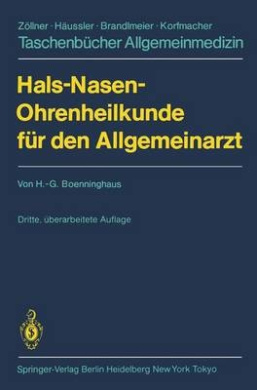 Zöllner · Häussler · Brandlmeier · Korfmacher
Taschenbücher Allgemeinmedizin
Hals-Nasen-
Ohrenheilkunde
für den Allgemeinarzt
Von H.-G. Boenninghaus
Dritte, überarbeitete Auflage
Springer-Verlag Berlin Heidelberg New York Tokyo